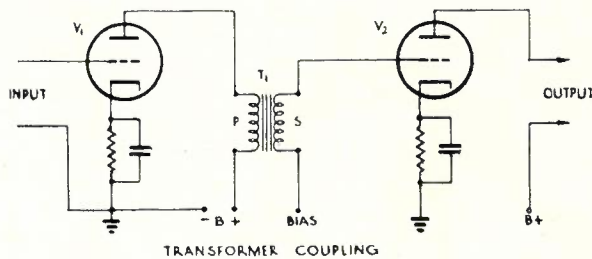 V1
V2
T1
INPUT
P
S
OUTPUT
- B +
BIAS
B+
TRANSFORMER COUPLING